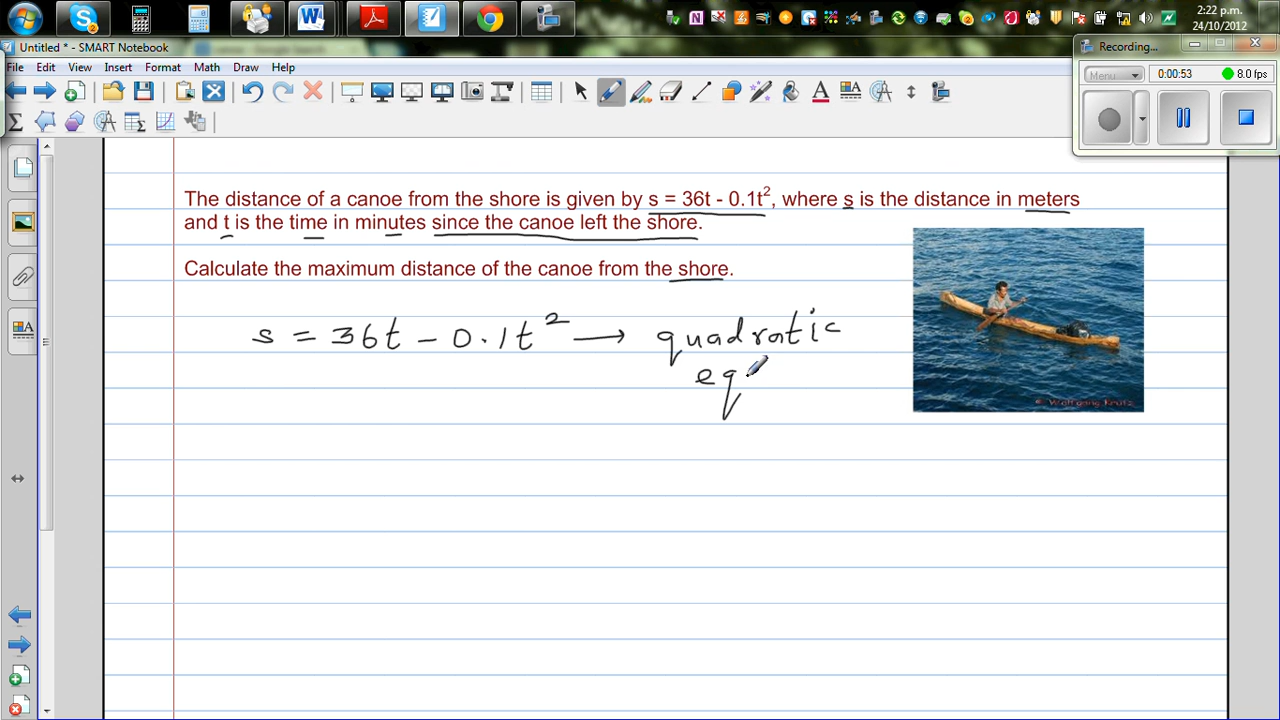 2:22 p.m.
24/10/2012
Untitled * - SMART Notebook
Recording...
File Edit View Insert Format Math Draw Help
Menu
0:00:53
8.0 fps
The distance of a canoe from the shore is given by s = 36t - 0.1t², where s is the distance in meters
and t is the time in minutes since the canoe left the shore.
Calculate the maximum distance of the canoe from the shore.
s = 36t - 0.1t² → quadratic
eq
© Wolfgang Krutz